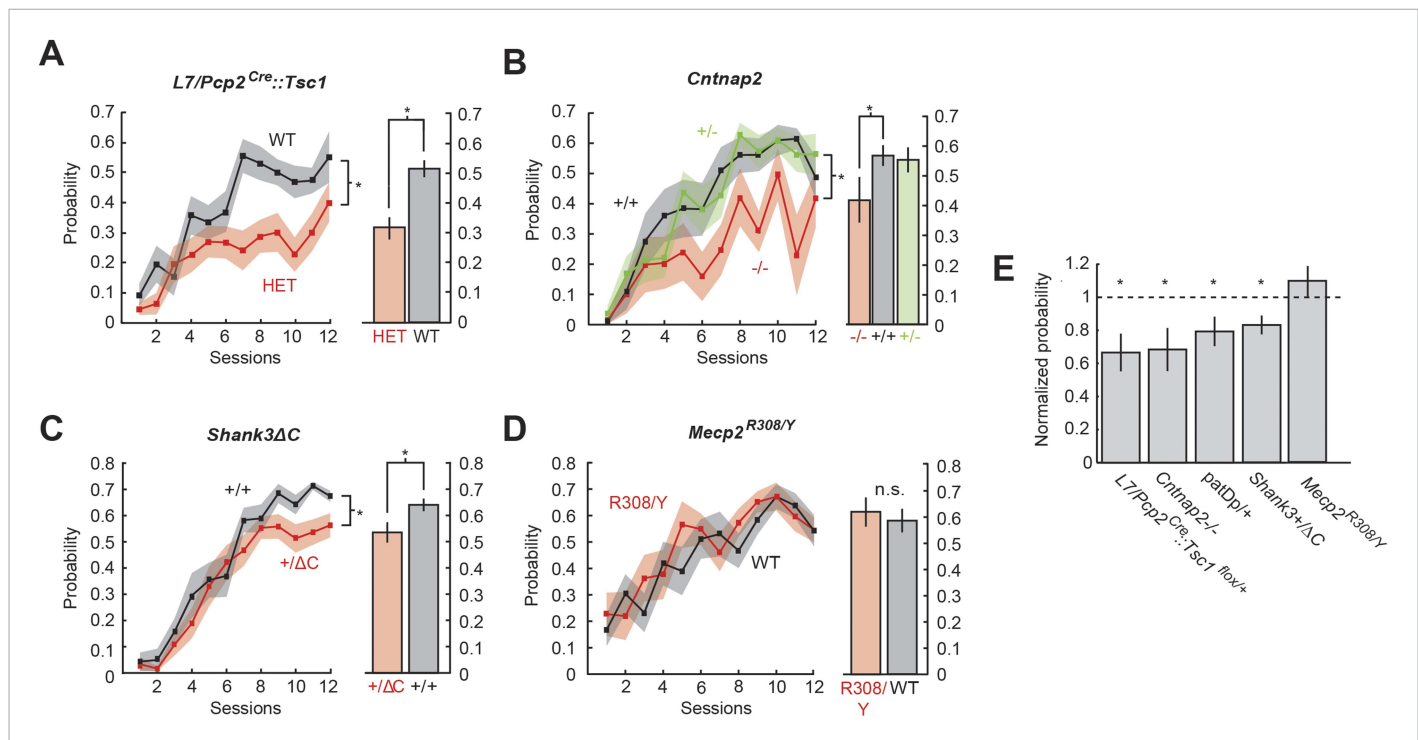 A
L7/Pcp2 Cre::Tsc1
0.7
0.6
0.5
0.4
0.3
0.2
0.1
0
Probability
WT
HET
*
2 4 6 8 10 12
Sessions
*
0.7
0.6
0.5
0.4
0.3
0.2
0.1
0
HET WT
B
Cntnap2
0.7
0.6
0.5
0.4
0.3
0.2
0.1
0
Probability
+/-
+/+
-/-
*
2 4 6 8 10 12
Sessions
*
0.7
0.6
0.5
0.4
0.3
0.2
0.1
0
-/- +/+ +/-
C
Shank3ΔC
0.8
0.7
0.6
0.5
0.4
0.3
0.2
0.1
0
Probability
+/+
+/ΔC
*
2 4 6 8 10 12
Sessions
*
0.8
0.7
0.6
0.5
0.4
0.3
0.2
0.1
0
+/ΔC +/+
D
Mecp2 R308/Y
0.8
0.7
0.6
0.5
0.4
0.3
0.2
0.1
0
Probability
R308/Y
WT
2 4 6 8 10 12
Sessions
n.s.
0.8
0.7
0.6
0.5
0.4
0.3
0.2
0.1
0
R308/ WT
Y
E
1.2
1
0.8
0.6
0.4
0.2
0
Normalized probability
* * * *
L7/Pcp2 Cre::Tsc1 flox/+
Cntnap2-/-
patDp/+
Shank3+/ΔC
Mecp2 R308/Y